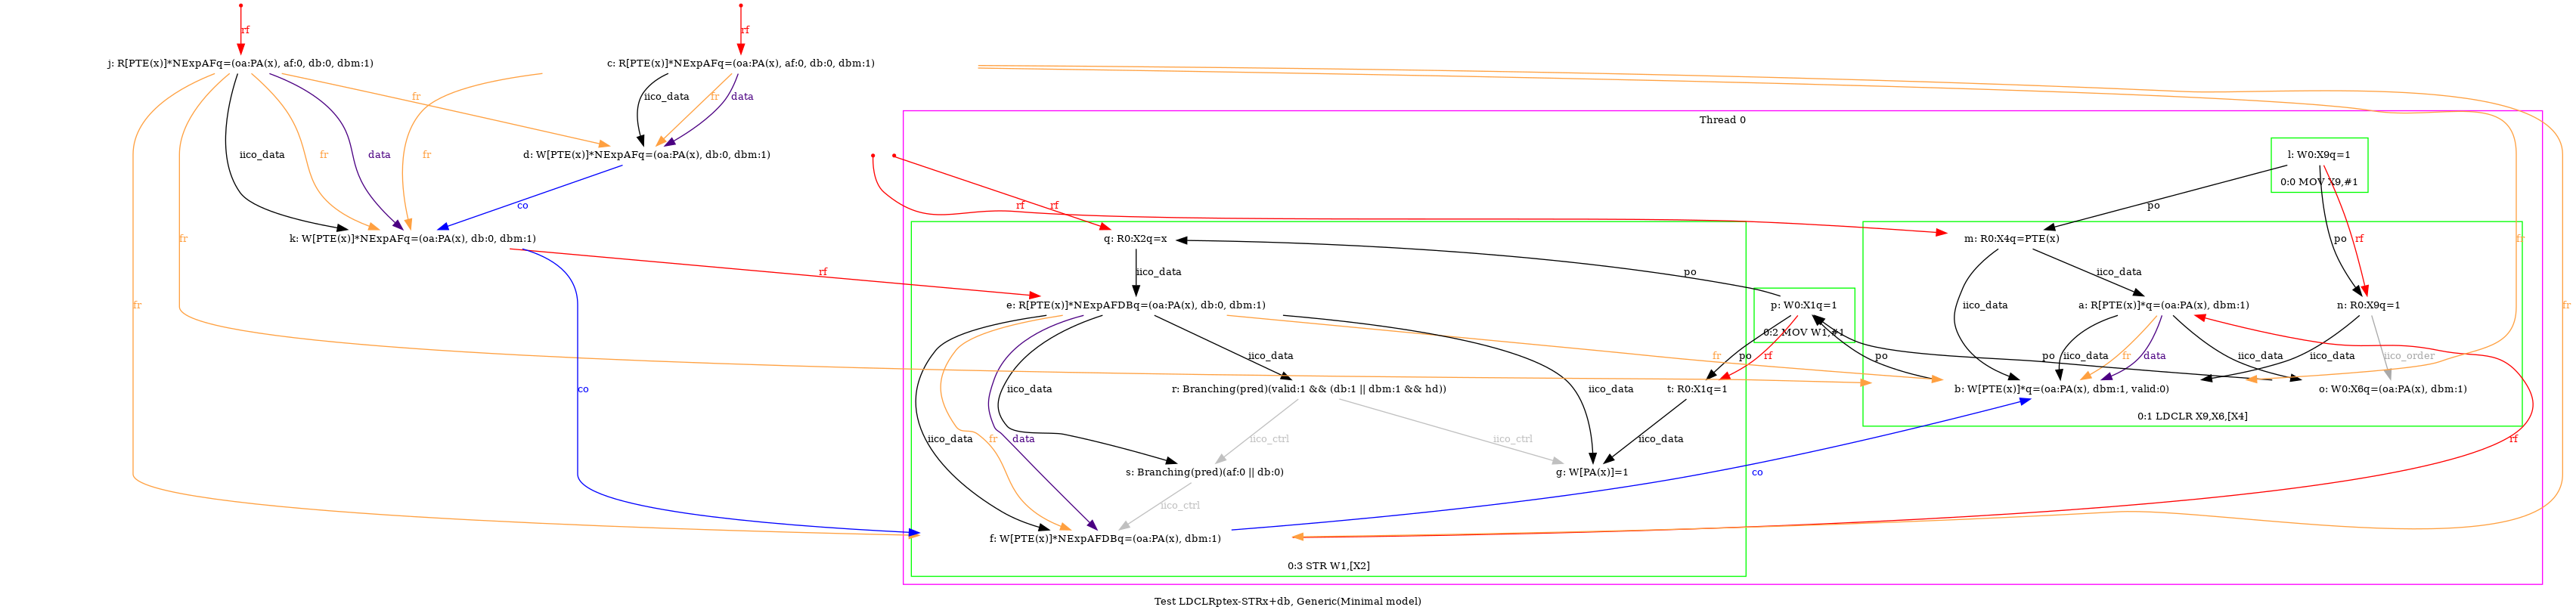 rf
rf
j: R[PTE(x)]*NExpAFq=(oa:PA(x), af:0, db:0, dbm:1)
c: R[PTE(x)]*NExpAFq=(oa:PA(x), af:0, db:0, dbm:1)
fr
iico_data
fr
data
Thread 0
iico_data
fr
data
fr
d: W[PTE(x)]*NExpAFq=(oa:PA(x), db:0, dbm:1)
l: W0:X9q=1
0:0 MOV X9,#1
co
rf
rf
po
fr
k: W[PTE(x)]*NExpAFq=(oa:PA(x), db:0, dbm:1)
q: R0:X2q=x
m: R0:X4q=PTE(x)
po
rf
fr
rf
iico_data
po
iico_data
fr
e: R[PTE(x)]*NExpAFDBq=(oa:PA(x), db:0, dbm:1)
p: W0:X1q=1
iico_data
a: R[PTE(x)]*q=(oa:PA(x), dbm:1)
n: R0:X9q=1
fr
0:2 MOV W1,#1
iico_data
fr
po
rf
po
iico_data
fr
data
po
iico_data
iico_data
iico_order
co
iico_data
r: Branching(pred)(valid:1 && (db:1 || dbm:1 && hd))
iico_data
t: R0:X1q=1
b: W[PTE(x)]*q=(oa:PA(x), dbm:1, valid:0)
o: W0:X6q=(oa:PA(x), dbm:1)
0:1 LDCLR X9,X6,[X4]
iico_data
fr
data
iico_ctrl
iico_ctrl
iico_data
rf
s: Branching(pred)(af:0 || db:0)
g: W[PA(x)]=1
co
iico_ctrl
f: W[PTE(x)]*NExpAFDBq=(oa:PA(x), dbm:1)
0:3 STR W1,[X2]
Test LDCLRptex-STRx+db, Generic(Minimal model)